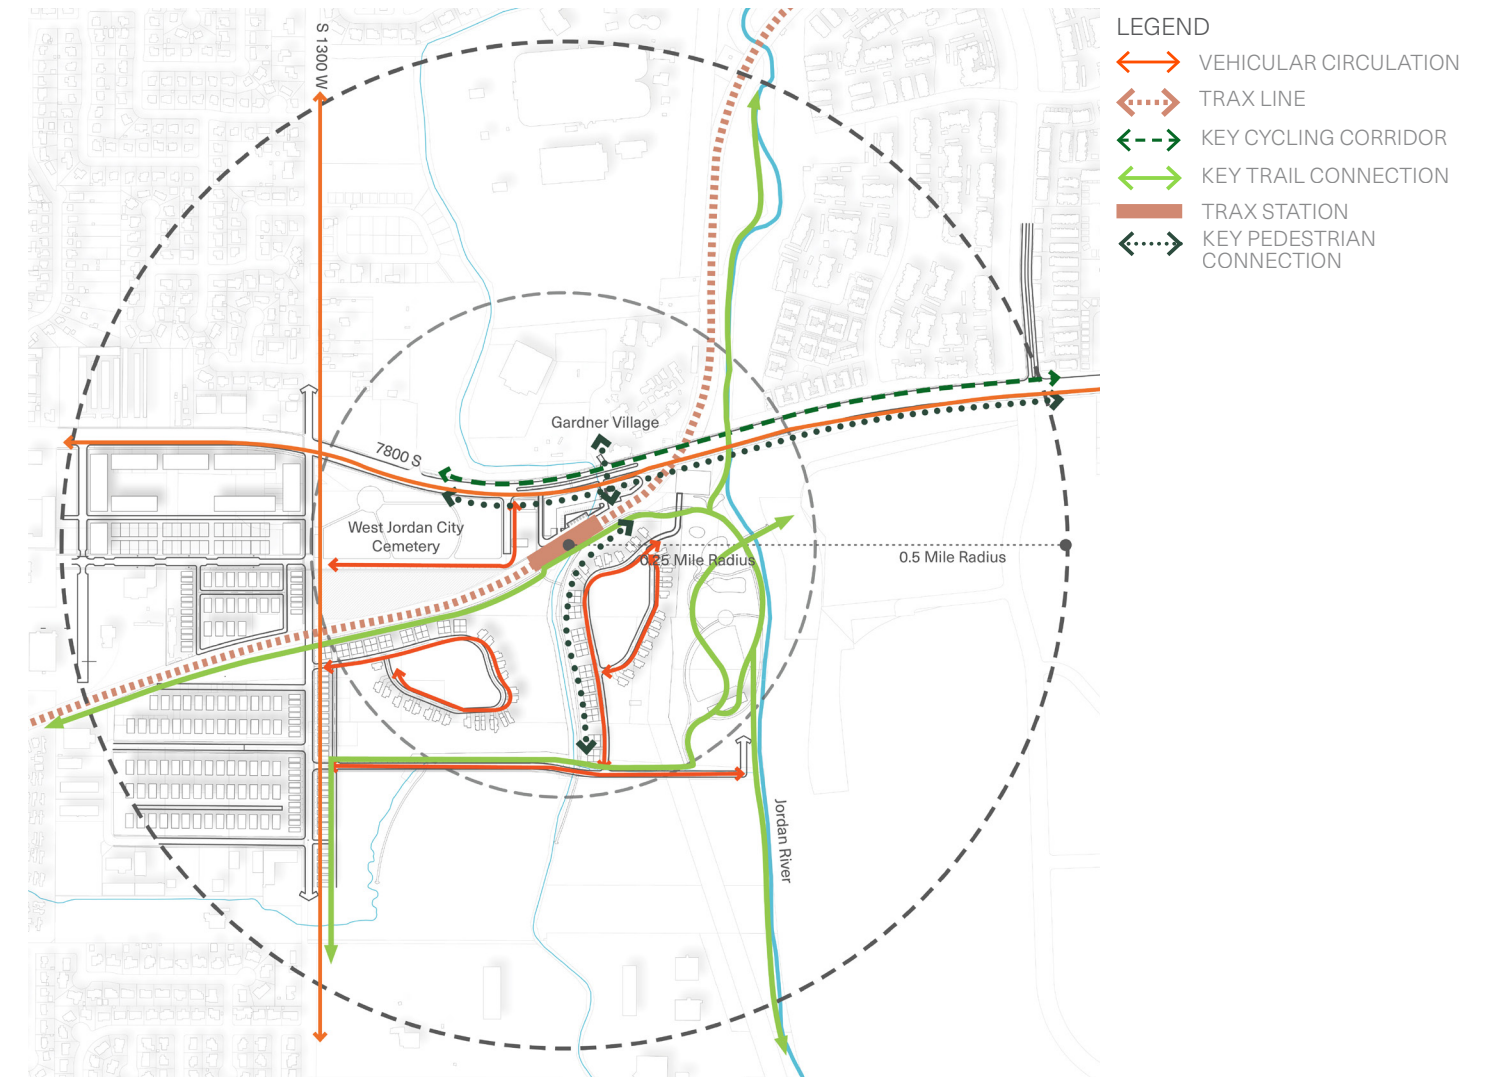 LEGEND
VEHICULAR CIRCULATION
TRAX LINE
KEY CYCLING CORRIDOR
KEY TRAIL CONNECTION
TRAX STATION
KEY PEDESTRIAN
CONNECTION
S 1300 W
Gardner Village
7800 S
West Jordan City
Cemetery
0.25 Mile Radius
0.5 Mile Radius
Jordan River